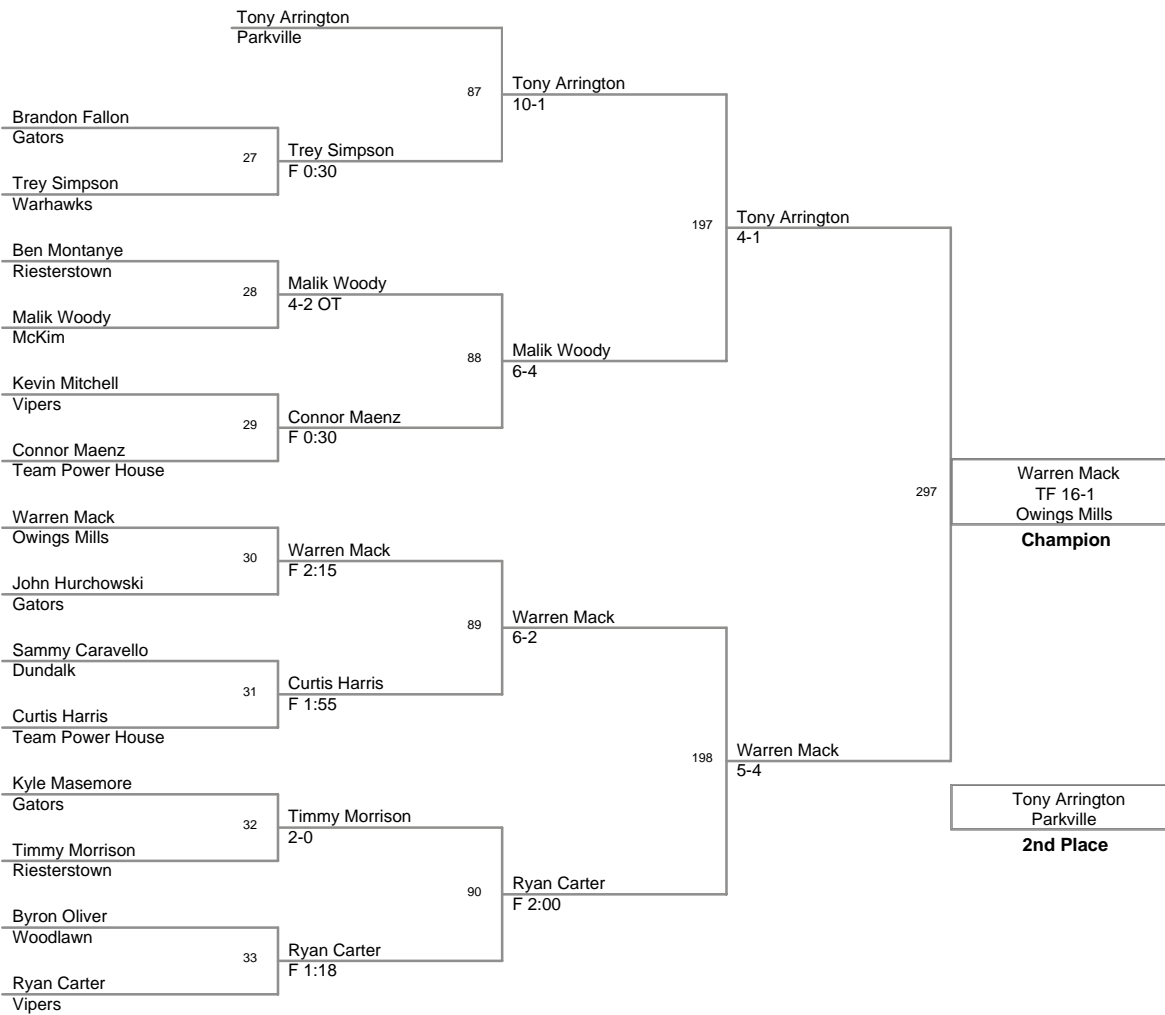 Tony Arrington
Parkville
87
Tony Arrington
10-1
Brandon Fallon
Gators
27
Trey Simpson
F 0:30
Trey Simpson
Warhawks
197
Tony Arrington
4-1
Ben Montanye
Riesterstown
28
Malik Woody
4-2 OT
Malik Woody
McKim
88
Malik Woody
6-4
Kevin Mitchell
Vipers
29
Connor Maenz
F 0:30
Connor Maenz
Team Power House
297
Warren Mack
TF 16-1
Owings Mills
Champion
Warren Mack
Owings Mills
30
Warren Mack
F 2:15
John Hurchowski
Gators
89
Warren Mack
6-2
Sammy Caravello
Dundalk
31
Curtis Harris
F 1:55
Curtis Harris
Team Power House
198
Warren Mack
5-4
Kyle Masemore
Gators
32
Timmy Morrison
2-0
Timmy Morrison
Riesterstown
90
Ryan Carter
F 2:00
Byron Oliver
Woodlawn
33
Ryan Carter
F 1:18
Ryan Carter
Vipers
Tony Arrington
Parkville
2nd Place